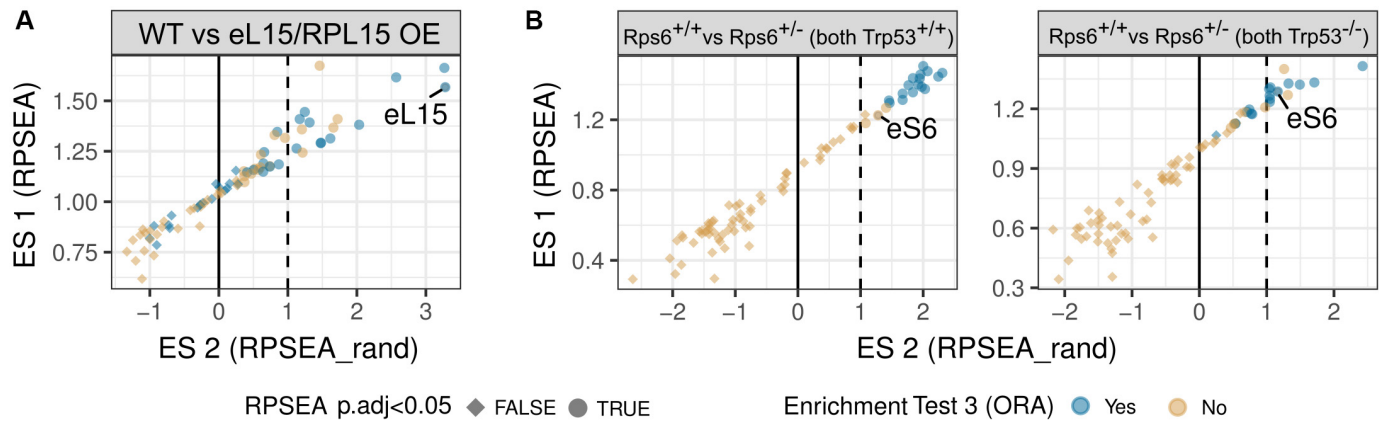 A
WT vs eL15/RPL15 OE
ES 1 (RPSEA)
1.50
1.25
1.00
0.75
eL15
−1 0 1 2 3
ES 2 (RPSEA_rand)
B
Rps6+/+vs Rps6+/- (both Trp53+/+)
ES 1 (RPSEA)
1.2
0.8
0.4
eS6
−2 −1 0 1 2
Rps6+/+vs Rps6+/- (both Trp53-/-)
1.2
0.9
0.6
0.3
eS6
−2 −1 0 1 2
ES 2 (RPSEA_rand)
RPSEA p.adj<0.05 FALSE TRUE
Enrichment Test 3 (ORA) Yes No